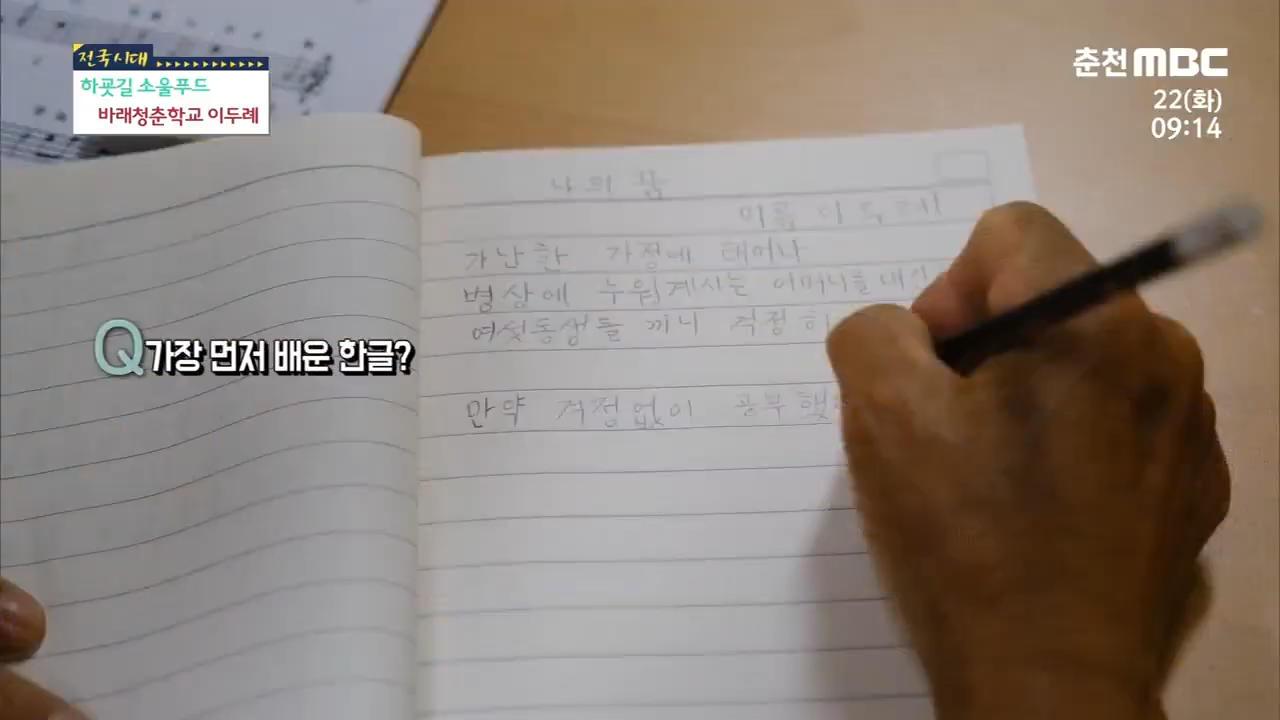 전국시대
하굣길 소울푸드
바래청춘학교 이두례
춘천MBC
22(화)
09:14
Q 가장 먼저 배운 한글?
나의 꿈
이름 이두례
가난한 가정에 태어나
병상에 누워계시는 어머니를
여섯동생들 끼니 걱정
만약 걱정없이 공부했